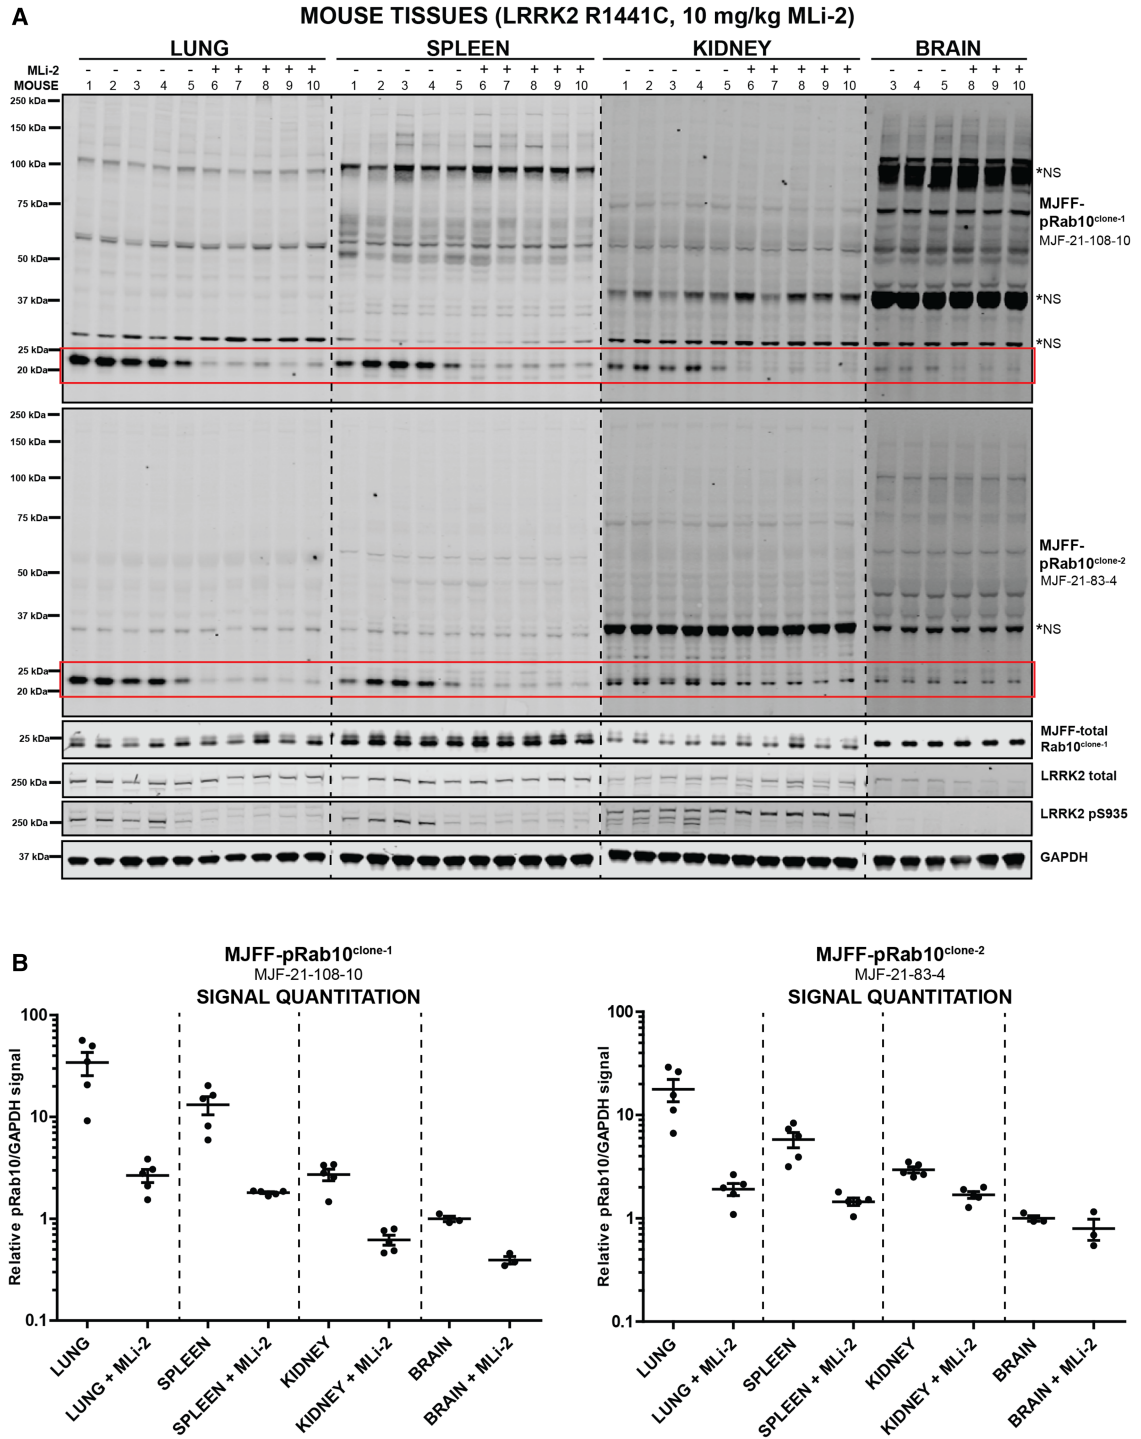 A
MOUSE TISSUES (LRRK2 R1441C, 10 mg/kg MLi-2)
LUNG SPLEEN KIDNEY BRAIN
MLi-2 - - - - - + + + + + - - - - - + + + + + - - - - - + + + + + - - - + + +
MOUSE 1 2 3 4 5 6 7 8 9 10 1 2 3 4 5 6 7 8 9 10 1 2 3 4 5 6 7 8 9 10 3 4 5 8 9 10
250 kDa
150 kDa
100 kDa
75 kDa
50 kDa
37 kDa
25 kDa
20 kDa
*NS
MJFF-
pRab10clone-1
MJF-21-108-10
*NS
*NS
250 kDa
150 kDa
100 kDa
75 kDa
50 kDa
37 kDa
25 kDa
20 kDa
MJFF-
pRab10clone-2
MJF-21-83-4
*NS
25 kDa
MJFF-total
Rab10clone-1
250 kDa
LRRK2 total
250 kDa
LRRK2 pS935
37 kDa
GAPDH
B
MJFF-pRab10clone-1
MJF-21-108-10
SIGNAL QUANTITATION
Relative pRab10/GAPDH signal
100
10
1
0.1
LUNG
LUNG + MLi-2
SPLEEN
SPLEEN + MLi-2
KIDNEY
KIDNEY + MLi-2
BRAIN
BRAIN + MLi-2
MJFF-pRab10clone-2
MJF-21-83-4
SIGNAL QUANTITATION
Relative pRab10/GAPDH signal
100
10
1
0.1
LUNG
LUNG + MLi-2
SPLEEN
SPLEEN + MLi-2
KIDNEY
KIDNEY + MLi-2
BRAIN
BRAIN + MLi-2